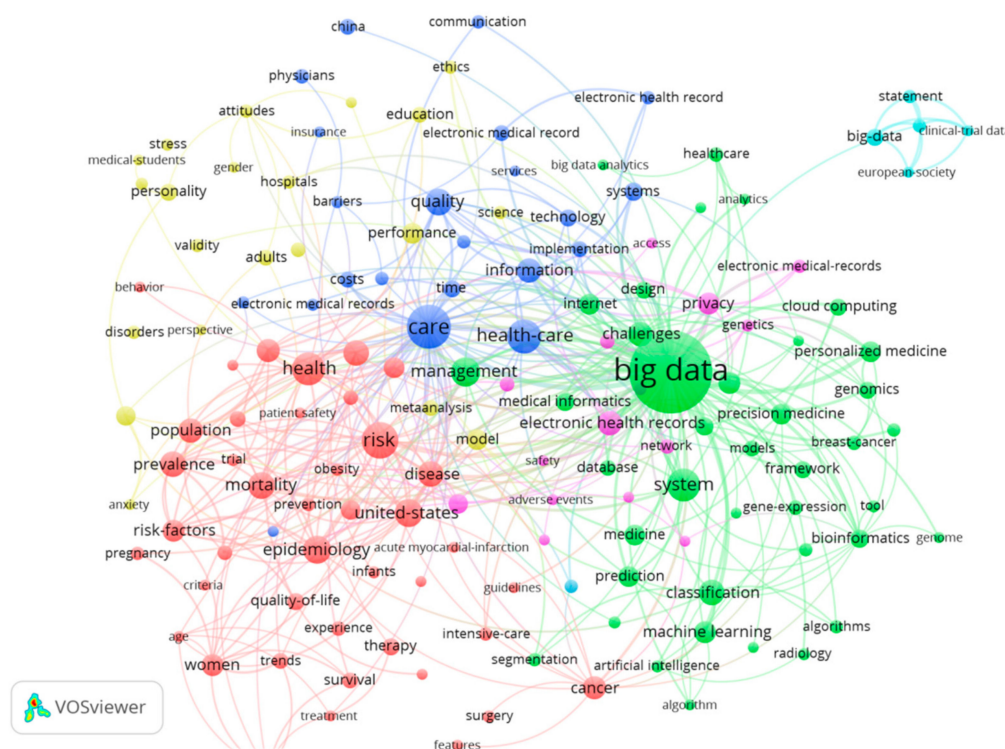 china
communication
physicians
ethics
attitudes
education
electronic health record
statement
stress
insurance
electronic medical record
big-data
clinical-trial data
medical-students
gender
hospitals
services
big data analytics
healthcare
european-society
personality
barriers
quality
systems
analytics
science
technology
validity
adults
performance
implementation
access
behavior
costs
information
electronic medical-records
electronic medical records
time
internet
design
privacy
cloud computing
disorders
perspective
care
health-care
challenges
genetics
personalized medicine
health
management
big data
genomics
patient safety
metaanalysis
medical informatics
precision medicine
population
risk
model
electronic health records
breast-cancer
prevalence
trial
obesity
disease
safety
network
models
framework
mortality
database
system
anxiety
prevention
united-states
adverse events
gene-expression
tool
risk-factors
medicine
bioinformatics
genome
pregnancy
epidemiology
acute myocardial-infarction
criteria
infants
guidelines
prediction
classification
quality-of-life
age
experience
intensive-care
machine learning
algorithms
women
trends
therapy
segmentation
artificial intelligence
radiology
survival
cancer
algorithm
treatment
surgery
features
VOSviewer